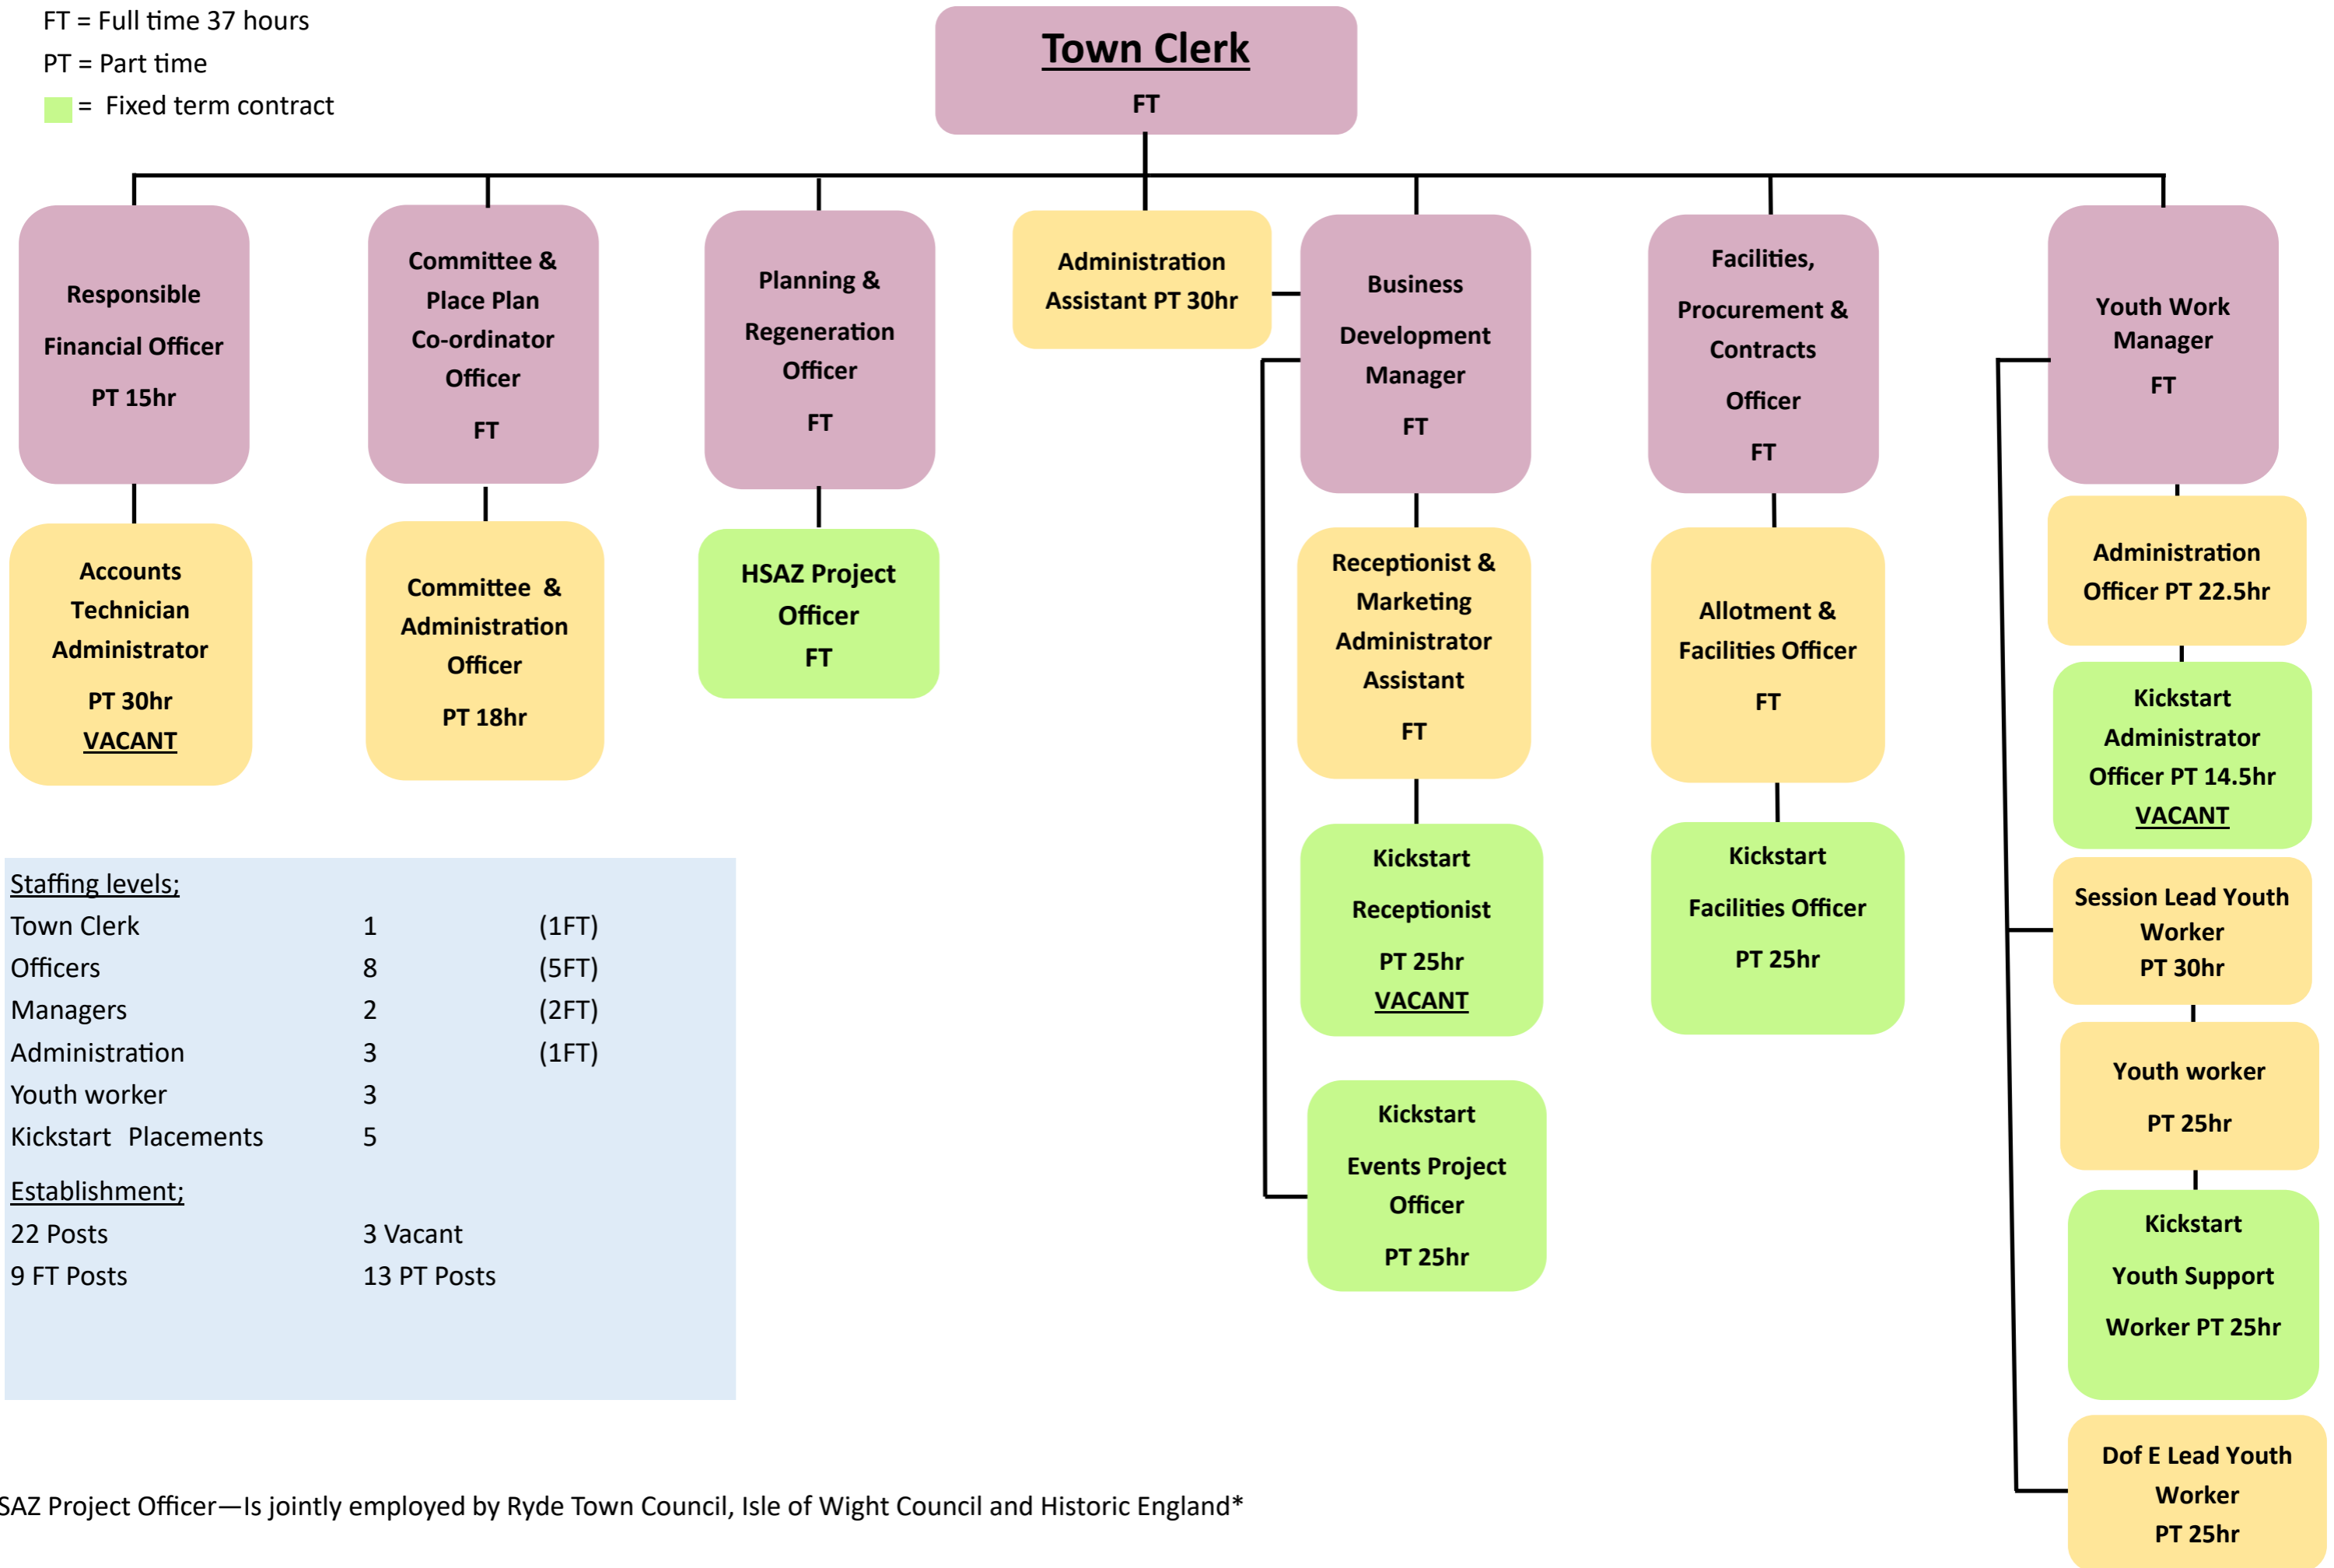 FT = Full time 37 hours
PT = Part time
= Fixed term contract
Town Clerk
FT
Responsible
Financial Officer
PT 15hr
Committee &
Place Plan
Co-ordinator
Officer
FT
Planning &
Regeneration
Officer
FT
Administration
Assistant PT 30hr
Business
Development
Manager
FT
Facilities,
Procurement &
Contracts
Officer
FT
Youth Work
Manager
FT
Accounts
Technician
Administrator
PT 30hr
VACANT
Committee &
Administration
Officer
PT 18hr
HSAZ Project
Officer
FT
Receptionist &
Marketing
Administrator
Assistant
FT
Allotment &
Facilities Officer
FT
Administration
Officer PT 22.5hr
Kickstart
Administrator
Officer PT 14.5hr
VACANT
Kickstart
Receptionist
PT 25hr
VACANT
Kickstart
Facilities Officer
PT 25hr
Session Lead Youth
Worker
PT 30hr
Youth worker
PT 25hr
Kickstart
Events Project
Officer
PT 25hr
Kickstart
Youth Support
Worker PT 25hr
Dof E Lead Youth
Worker
PT 25hr
Staffing levels;
Town Clerk 1 (1FT)
Officers 8 (5FT)
Managers 2 (2FT)
Administration 3 (1FT)
Youth worker 3
Kickstart Placements 5
Establishment;
22 Posts 3 Vacant
9 FT Posts 13 PT Posts
SAZ Project Officer—Is jointly employed by Ryde Town Council, Isle of Wight Council and Historic England*